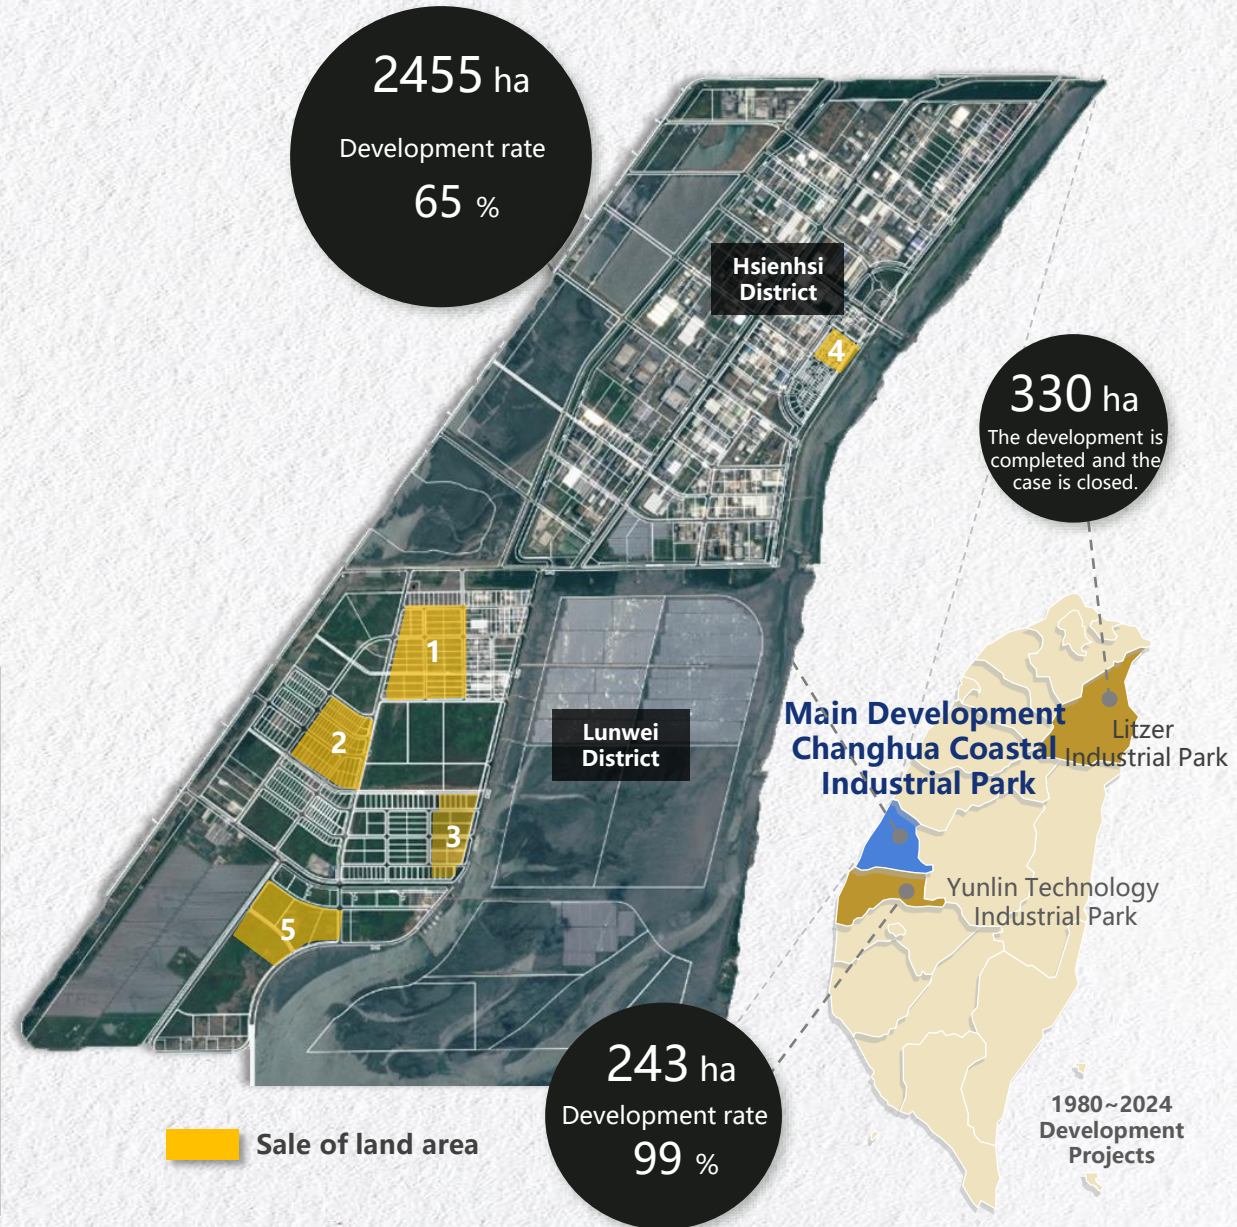 2455 ha
Development rate
65 %
Hsienhsi
District
4
330 ha
The development is
completed and the
case is closed.
1
2
Lunwei
District
3
5
Main Development
Changhua Coastal
Industrial Park
Litzer
Industrial Park
Yunlin Technology
Industrial Park
243 ha
Development rate
99 %
Sale of land area
1980~2024
Development
Projects